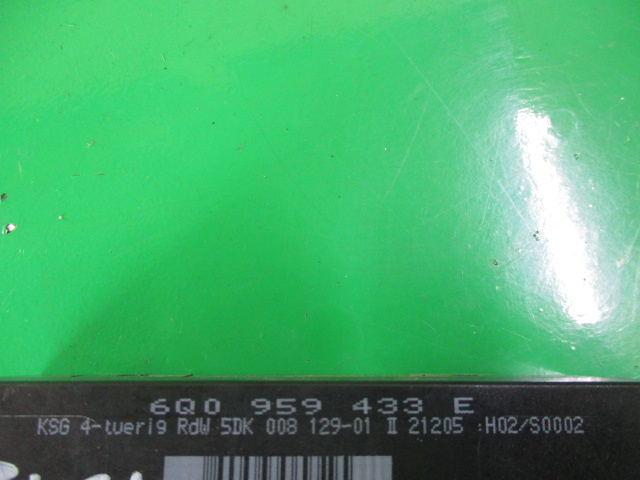 6Q0 959 433 E
KSG 4-tuerig RdW 5DK 008 129-01 II 21205 :H02/S0002